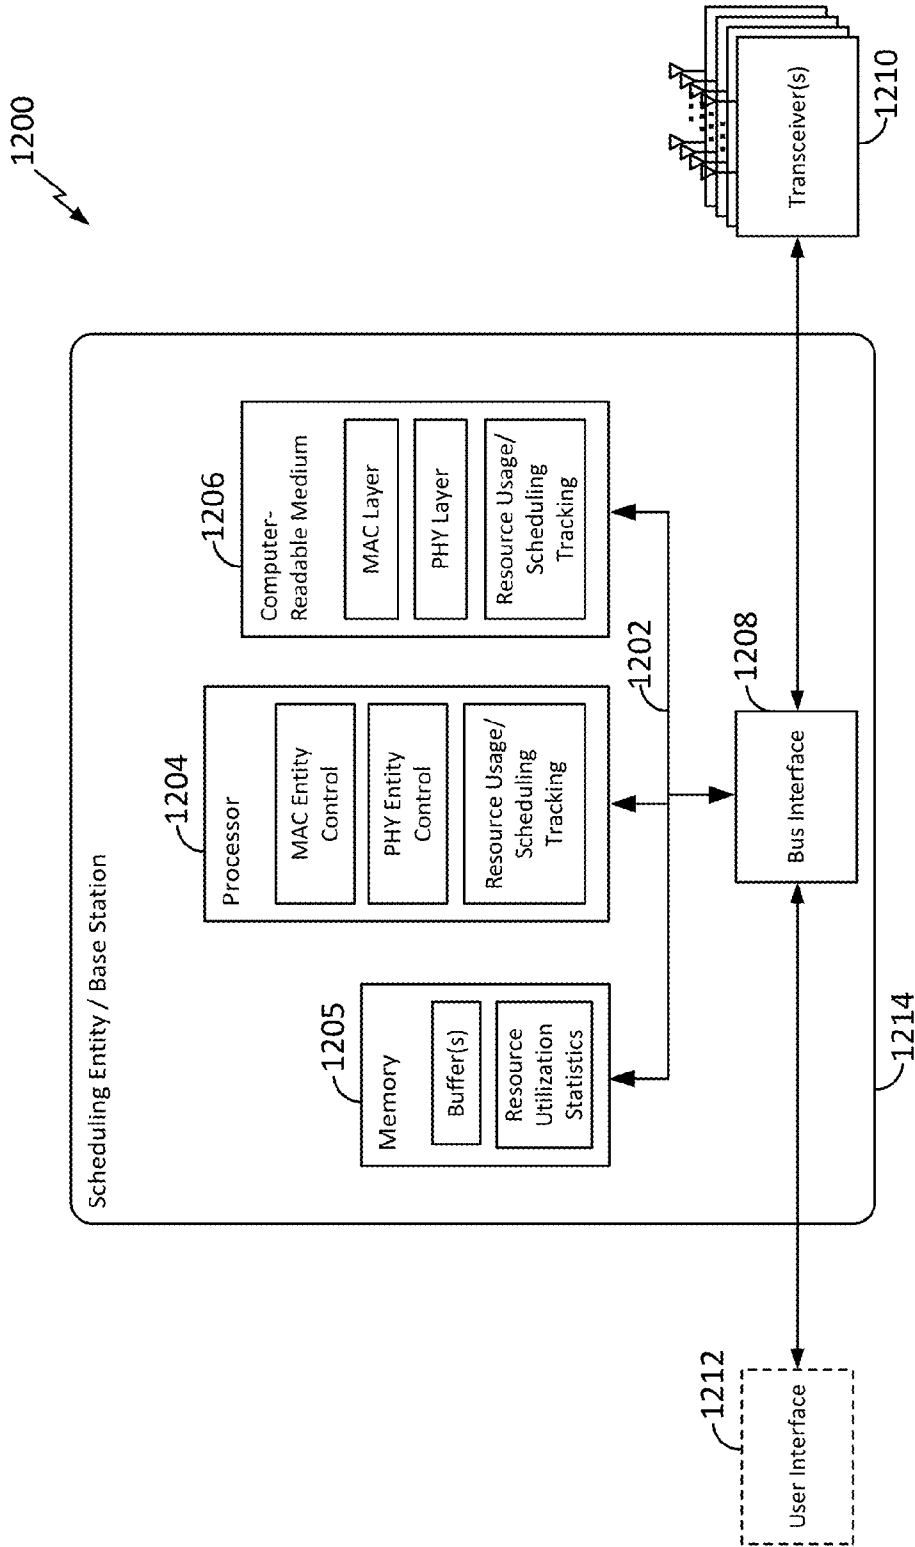 1200
Scheduling Entity / Base Station
1205
Memory
Buffer(s)
Resource
Utilization
Statistics
1204
Processor
MAC Entity
Control
PHY Entity
Control
Resource Usage/
Scheduling
Tracking
1206
Computer-
Readable Medium
MAC Layer
PHY Layer
Resource Usage/
Scheduling
Tracking
1202
1212
User Interface
1208
Bus Interface
Transceiver(s)
1210
1214